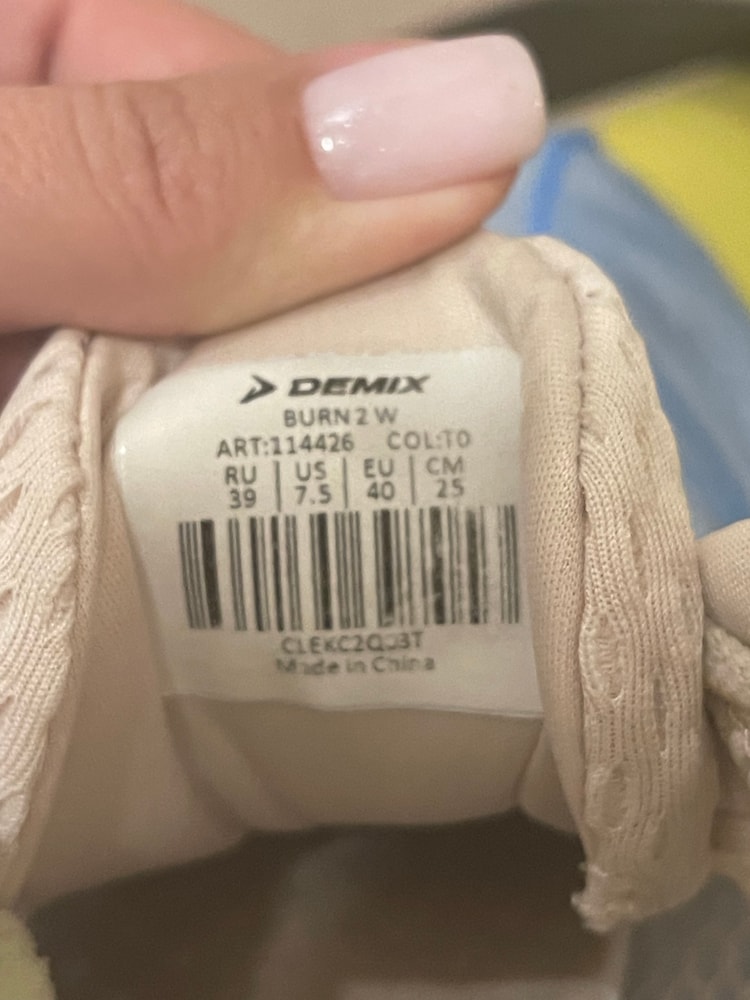 DEMIX
BURN 2 W
ART:114426 COL:T0
RU | US | EU | CM
39 | 7.5 | 40 | 25
Made in China